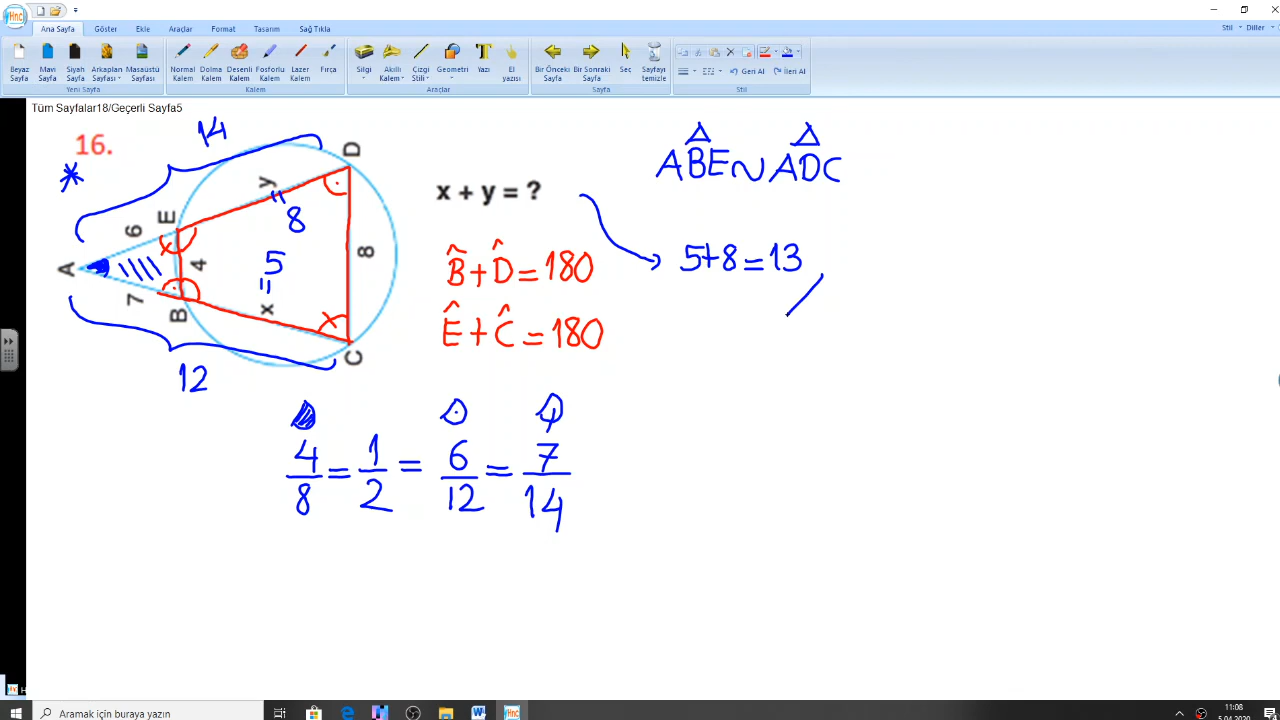 yHnc
Ana Sayfa Göster Ekle Araçlar Format Tasarım Sağ Tıkla
Stil Diller
Beyaz Sayfa Mavi Sayfa Siyah Sayfa Arkaplan Sayfası Masaüstü Sayfası
Normal Kalem Dolma Kalem Desenli Kalem Fosforlu Kalem Lazer Kalem Fırça
Silgi Akıllı Kalem Çizgi Stili Geometri Yazı El yazısı
Bir Önceki Sayfa Bir Sonraki Sayfa Seç Sayfayı temizle
Geri Al İleri Al
Yeni Sayfa Kalem Araçlar Sayfa Stil
Tüm Sayfalar18/Geçerli Sayfa5
16.
14
D
y
8
E
6
x
A
4
5
8
7
B
x
x
C
12
x + y = ?
B̂+D̂=180
Ê+Ĉ=180
ABE~ADC
5+8=13
4/8=1/2=6/12=7/14
Aramak için buraya yazın
11:08
5.04.2020